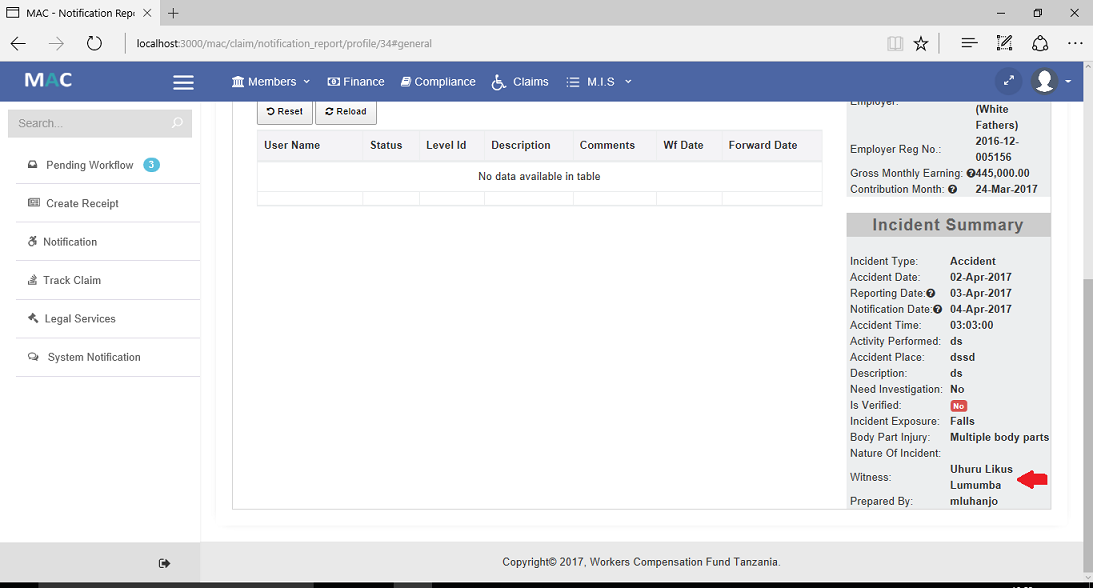 MAC - Notification Repo
localhost:3000/mac/claim/notification_report/profile/34#general
MAC
Members
Finance
Compliance
Claims
M.I.S
Search...
Pending Workflow 3
Create Receipt
Notification
Track Claim
Legal Services
System Notification
Reset
Reload
User Name Status Level Id Description Comments Wf Date Forward Date
No data available in table
Employer:
(White
Fathers)
Employer Reg No.: 2016-12-
005156
Gross Monthly Earning: 445,000.00
Contribution Month: 24-Mar-2017
Incident Summary
Incident Type: Accident
Accident Date: 02-Apr-2017
Reporting Date: 03-Apr-2017
Notification Date: 04-Apr-2017
Accident Time: 03:03:00
Activity Performed: ds
Accident Place: dssd
Description: ds
Need Investigation: No
Is Verified: No
Incident Exposure: Falls
Body Part Injury: Multiple body parts
Nature Of Incident:
Witness: Uhuru Likus
Lumumba
Prepared By: mluhanjo
Copyright© 2017, Workers Compensation Fund Tanzania.